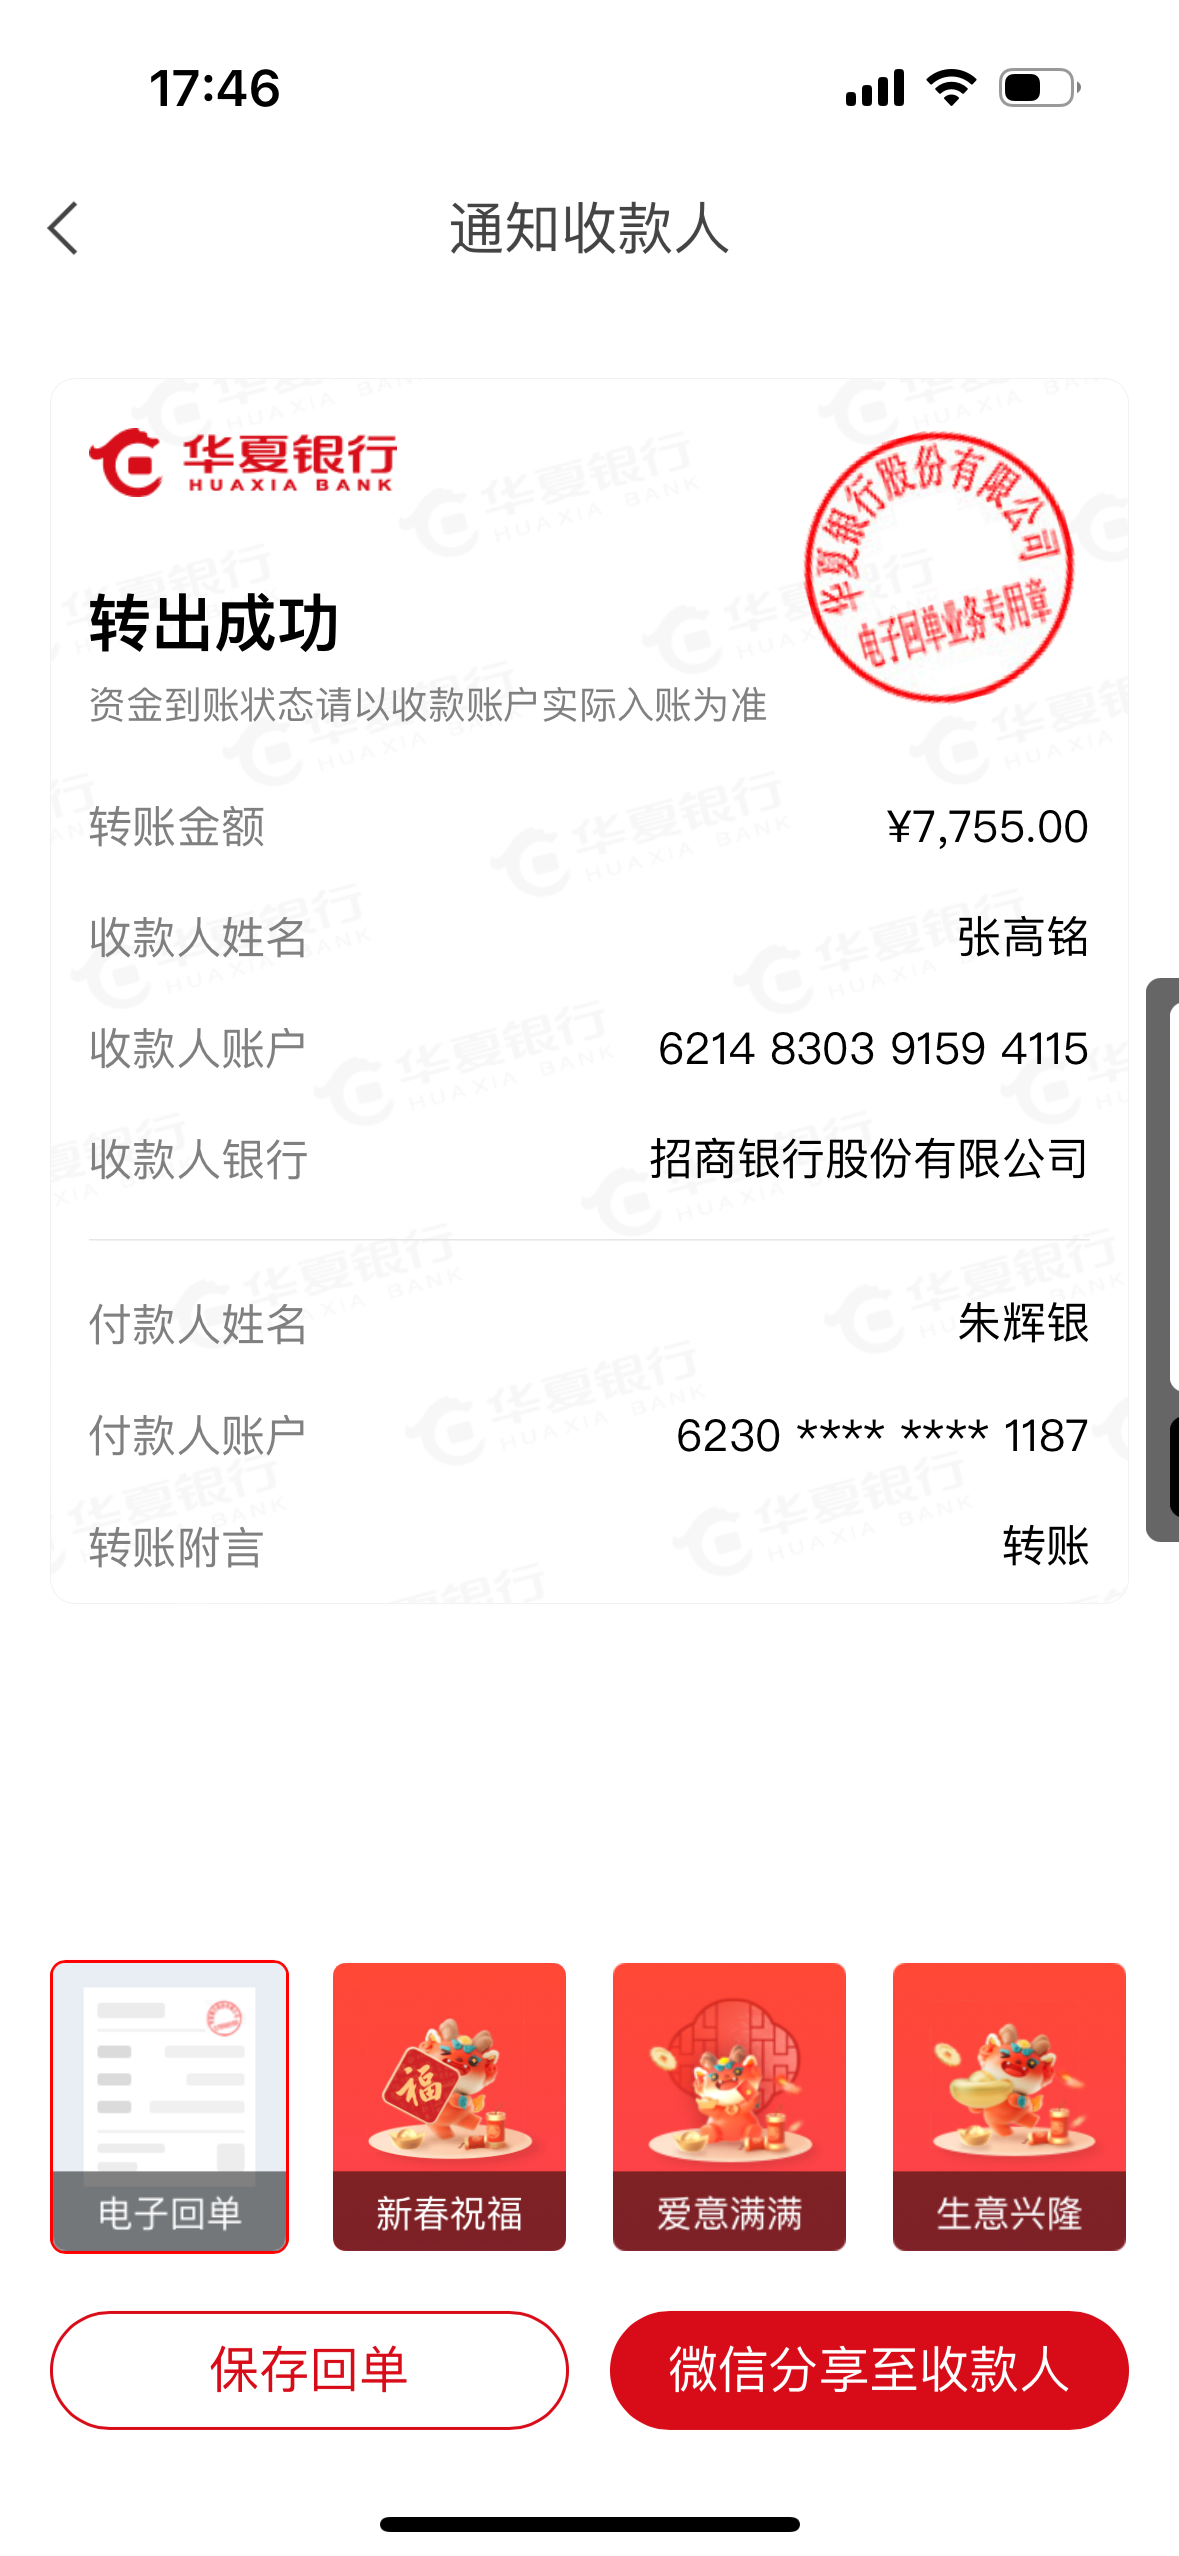 17:46
通知收款人
华夏银行
HUAXIA BANK
华夏银行股份有限公司
电子回单业务专用章
转出成功
资金到账状态请以收款账户实际入账为准
转账金额 ¥7,755.00
收款人姓名 张高铭
收款人账户 6214 8303 9159 4115
收款人银行 招商银行股份有限公司
付款人姓名 朱辉银
付款人账户 6230 **** **** 1187
转账附言 转账
福
电子回单 新春祝福 爱意满满 生意兴隆
保存回单 微信分享至收款人